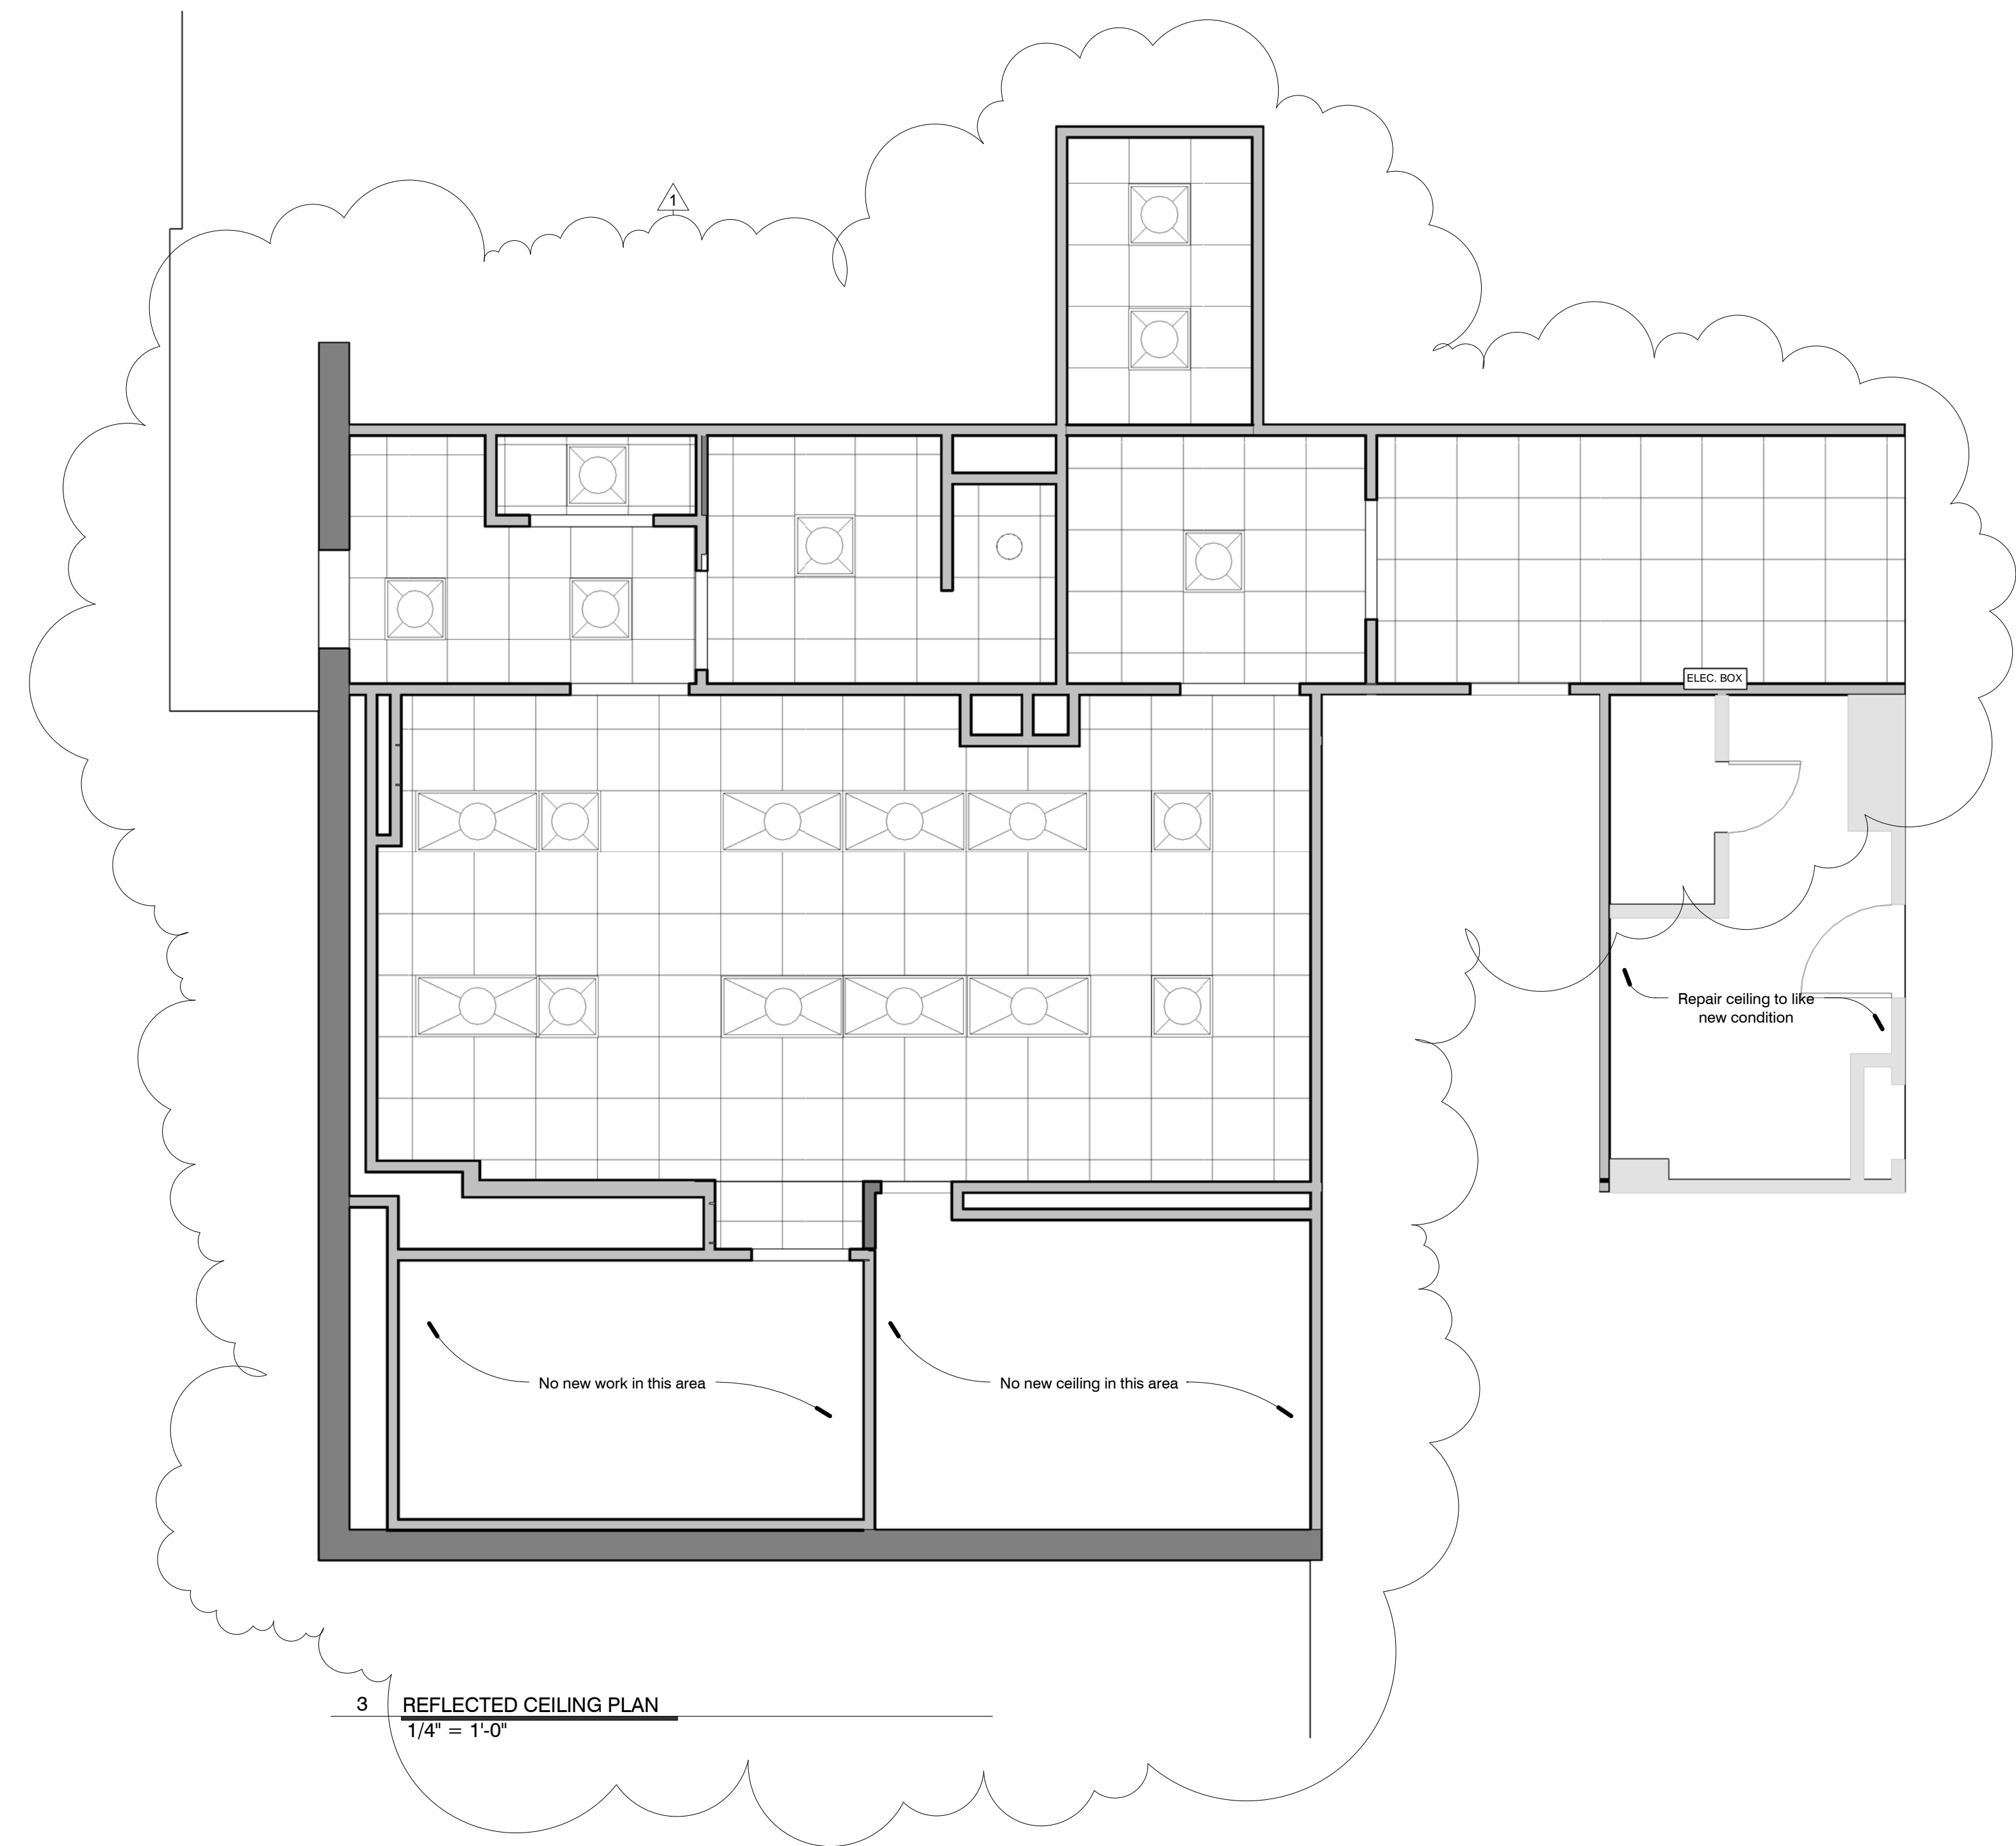 1
ELEC. BOX
Repair ceiling to like
new condition
No new work in this area
No new ceiling in this area
3 REFLECTED CEILING PLAN
1/4" = 1'-0"